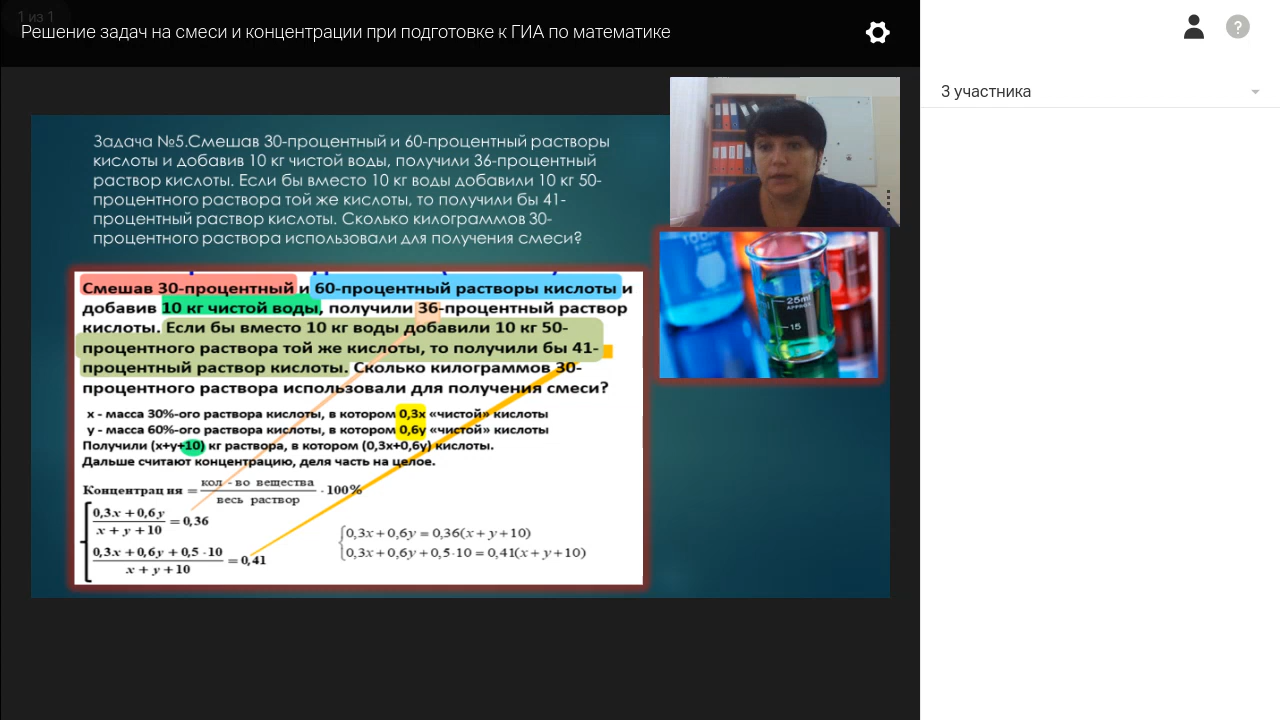 1 из 1
Решение задач на смеси и концентрации при подготовке к ГИА по математике
3 участника
Задача №5.Смешав 30-процентный и 60-процентный растворы
кислоты и добавив 10 кг чистой воды, получили 36-процентный
раствор кислоты. Если бы вместо 10 кг воды добавили 10 кг 50-
процентного раствора той же кислоты, то получили бы 41-
процентный раствор кислоты. Сколько килограммов 30-
процентного раствора использовали для получения смеси?
Смешав 30-процентный и 60-процентный растворы кислоты и
добавив 10 кг чистой воды, получили 36-процентный раствор
кислоты. Если бы вместо 10 кг воды добавили 10 кг 50-
процентного раствора той же кислоты, то получили бы 41-
процентный раствор кислоты. Сколько килограммов 30-
процентного раствора использовали для получения смеси?
х - масса 30%-ого раствора кислоты, в котором 0,3х «чистой» кислоты
у - масса 60%-ого раствора кислоты, в котором 0,6у «чистой» кислоты
Получили (х+у+10) кг раствора, в котором (0,3х+0,6у) кислоты.
Дальше считают концентрацию, деля часть на целое.
Концентрац ия = кол - во вещества / весь раствор · 100%
0,3x + 0,6y / x + y + 10 = 0,36
0,3x + 0,6y + 0,5 · 10 / x + y + 10 = 0,41
0,3x + 0,6y = 0,36(x + y + 10)
0,3x + 0,6y + 0,5 · 10 = 0,41(x + y + 10)
100
25ml
APPROX
15